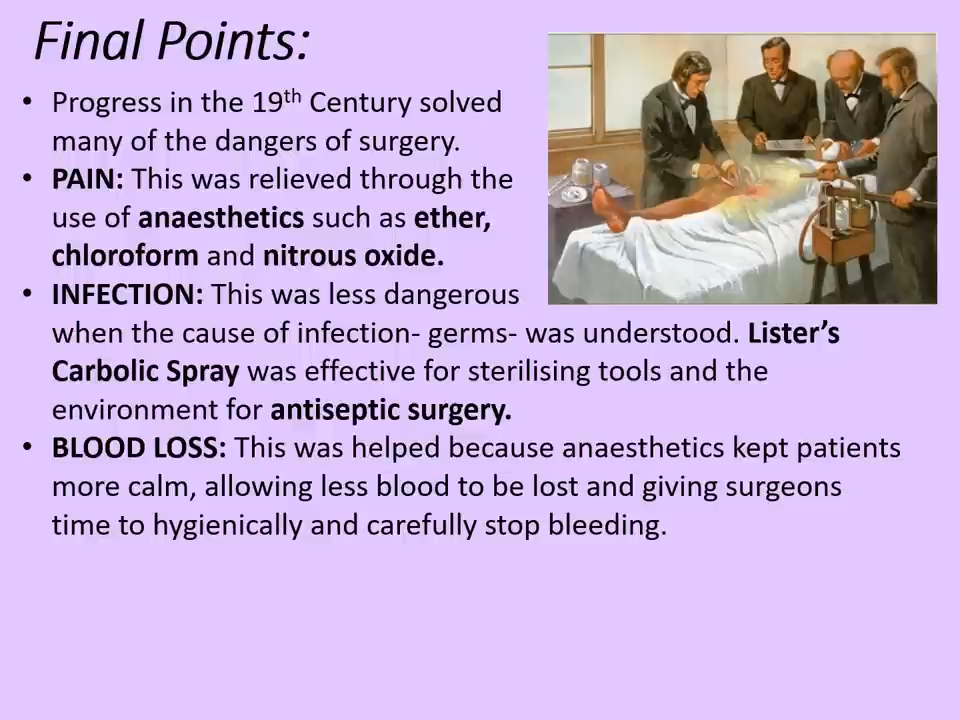 Final Points:
• Progress in the 19th Century solved
many of the dangers of surgery.
• PAIN: This was relieved through the
use of anaesthetics such as ether,
chloroform and nitrous oxide.
• INFECTION: This was less dangerous
when the cause of infection- germs- was understood. Lister’s
Carbolic Spray was effective for sterilising tools and the
environment for antiseptic surgery.
• BLOOD LOSS: This was helped because anaesthetics kept patients
more calm, allowing less blood to be lost and giving surgeons
time to hygienically and carefully stop bleeding.